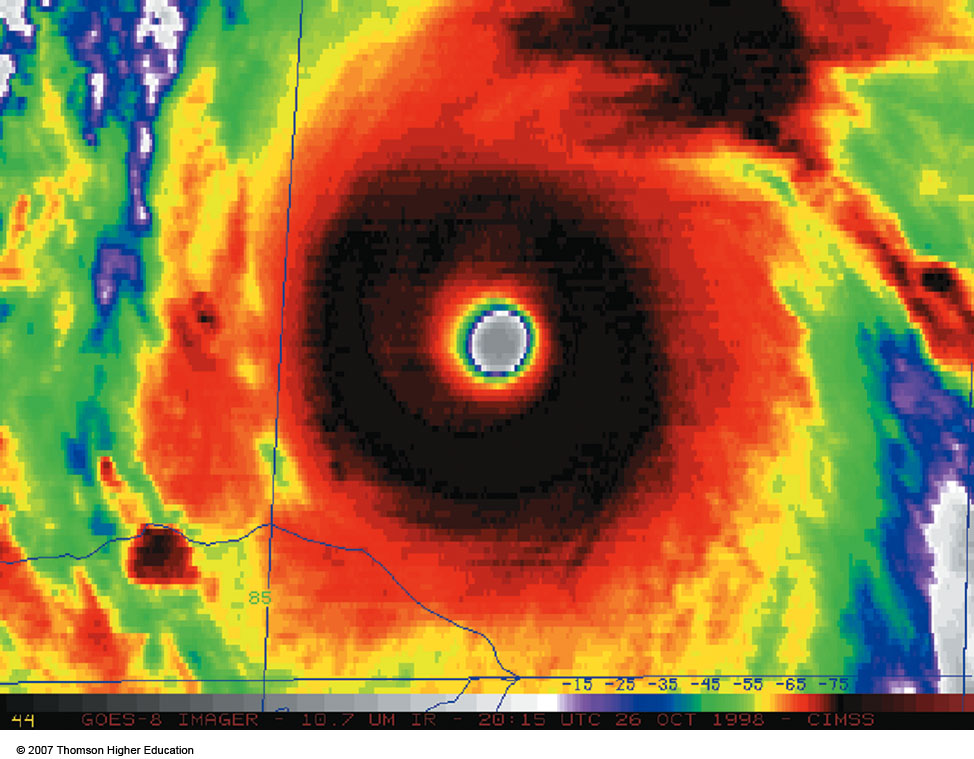 85
-15 -25 -35 -45 -55 -65 -75
44 GOES-8 IMAGER - 10.7 UM IR - 20:15 UTC 26 OCT 1998 - CIMSS
© 2007 Thomson Higher Education